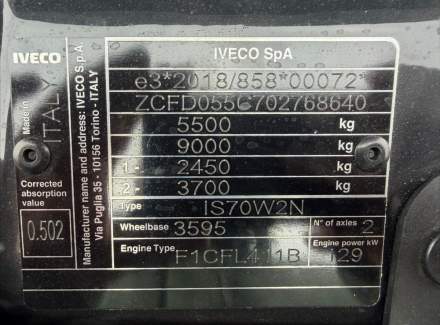 IVECO
Made in
ITALY
Corrected
absorption
value
0.502
Manufacturer name and address: IVECO S.p.A.
Via Puglia 35 - 10156 Torino - ITALY
IVECO SpA
e3*2018/858*00072*
ZCFD055C702768640
5500 kg
9000 kg
1- 2450 kg
2- 3700 kg
Type IS70W2N
Wheelbase 3595 N° of axles 2
Engine Type F1CFL411B Engine power kW 129